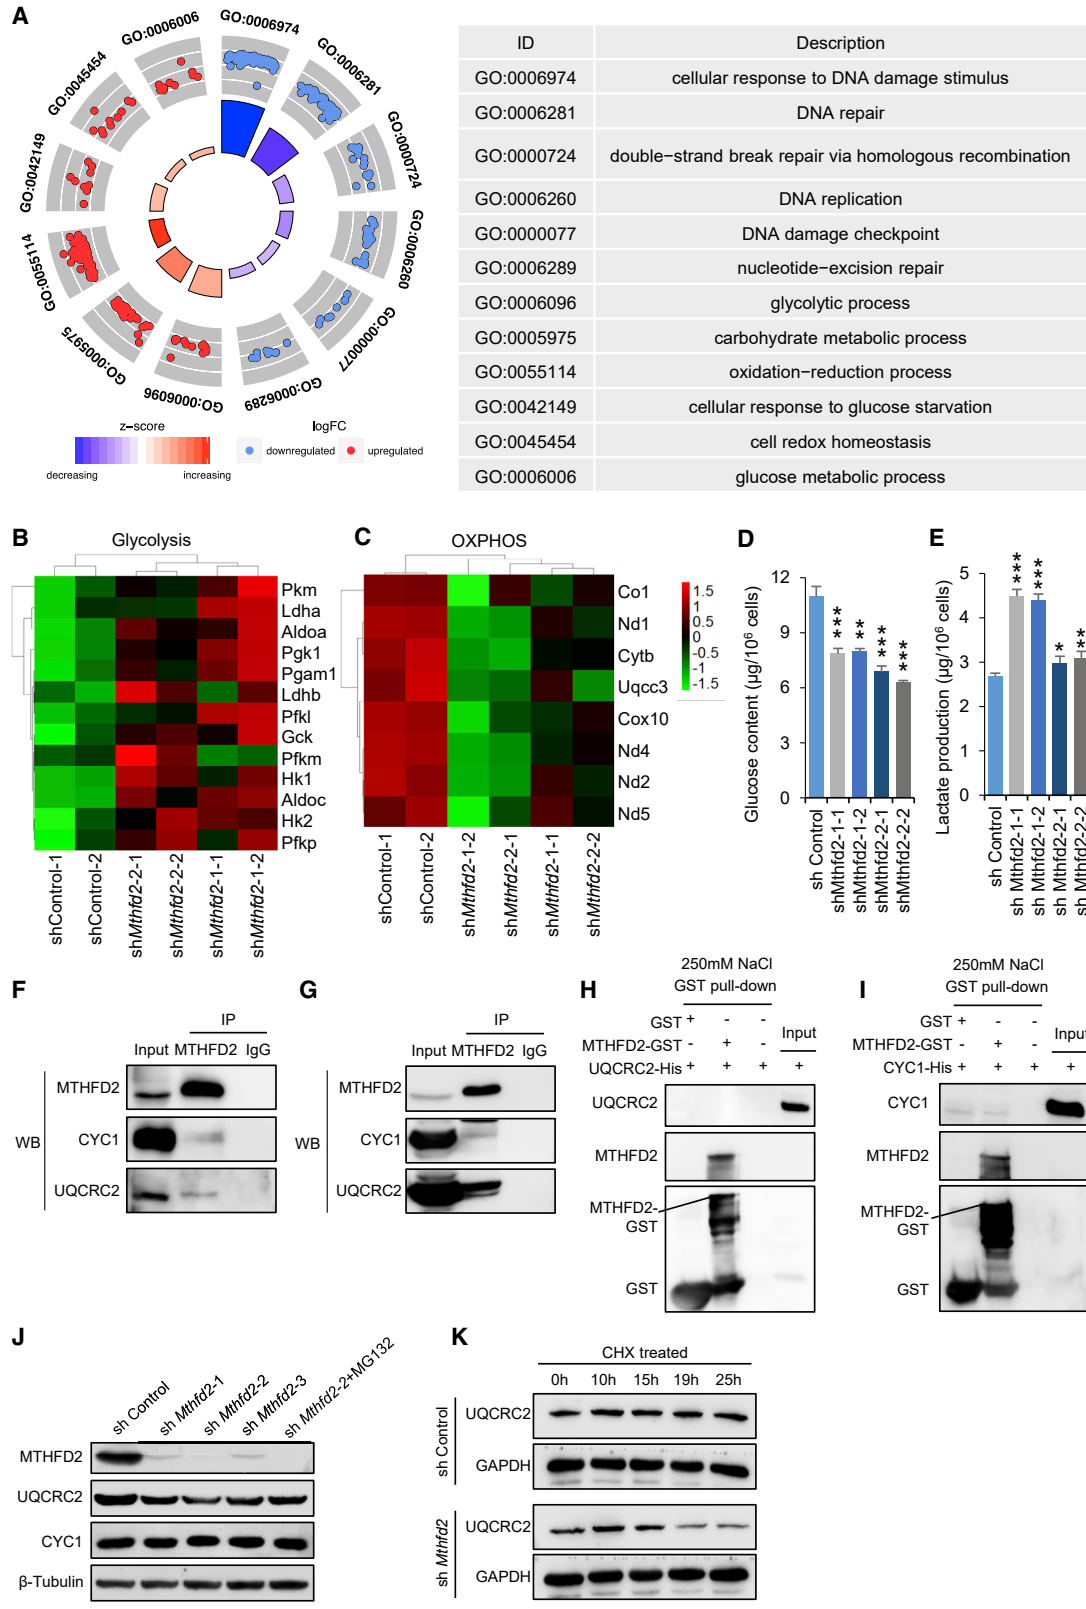 A
GO:0006974
GO:0006281
GO:0000724
GO:0006260
GO:0000077
GO:0006289
GO:0006096
GO:0005975
GO:0055114
GO:0042149
GO:0045454
GO:0006006
z−score
decreasing
increasing
logFC
downregulated
upregulated
ID Description
GO:0006974 cellular response to DNA damage stimulus
GO:0006281 DNA repair
GO:0000724 double−strand break repair via homologous recombination
GO:0006260 DNA replication
GO:0000077 DNA damage checkpoint
GO:0006289 nucleotide−excision repair
GO:0006096 glycolytic process
GO:0005975 carbohydrate metabolic process
GO:0055114 oxidation−reduction process
GO:0042149 cellular response to glucose starvation
GO:0045454 cell redox homeostasis
GO:0006006 glucose metabolic process
B
Glycolysis
Pkm
Ldha
Aldoa
Pgk1
Pgam1
Ldhb
Pfkl
Gck
Pfkm
Hk1
Aldoc
Hk2
Pfkp
shControl-1
shControl-2
shMthfd2-2-1
shMthfd2-2-2
shMthfd2-1-1
shMthfd2-1-2
C
OXPHOS
Co1
Nd1
Cytb
Uqcc3
Cox10
Nd4
Nd2
Nd5
shControl-1
shControl-2
shMthfd2-1-2
shMthfd2-2-1
shMthfd2-1-1
shMthfd2-2-2
1.5
1
0.5
0
-0.5
-1
-1.5
D
Glucose content (μg/10⁶ cells)
12
9
6
3
0
***
**
***
***
sh Control
shMthfd2-1-1
shMthfd2-1-2
shMthfd2-2-1
shMthfd2-2-2
E
Lactate production (μg/10⁶ cells)
5
4
3
2
1
0
***
***
*
**
sh Control
sh Mthfd2-1-1
sh Mthfd2-1-2
sh Mthfd2-2-1
sh Mthfd2-2-2
F
IP
Input MTHFD2 IgG
WB
MTHFD2
CYC1
UQCRC2
G
IP
Input MTHFD2 IgG
WB
MTHFD2
CYC1
UQCRC2
H
250mM NaCl
GST pull-down
GST + - -
Input
MTHFD2-GST - + -
UQCRC2-His + + + +
UQCRC2
MTHFD2
MTHFD2-
GST
GST
I
250mM NaCl
GST pull-down
GST + - -
Input
MTHFD2-GST - + -
CYC1-His + + + +
CYC1
MTHFD2
MTHFD2-
GST
GST
J
sh Control
sh Mthfd2-1
sh Mthfd2-2
sh Mthfd2-3
sh Mthfd2-2+MG132
MTHFD2
UQCRC2
CYC1
β-Tubulin
K
CHX treated
0h 10h 15h 19h 25h
sh Control
UQCRC2
GAPDH
sh Mthfd2
UQCRC2
GAPDH